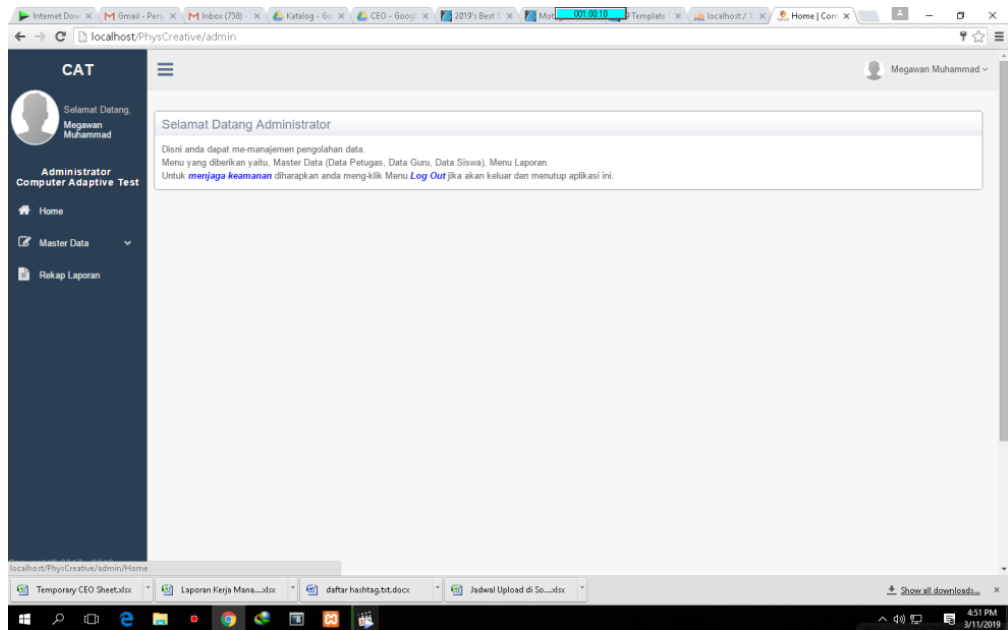 Internet Dow
Gmail - Pen
Inbox (738) -
Katalog - Go
CEO - Googl
2019's Best S
Mot
001:00:10
Template
localhost / 1
Home | Com
localhost/PhysCreative/admin
CAT
Megawan Muhammad
Selamat Datang,
Megawan
Muhammad
Administrator
Computer Adaptive Test
Home
Master Data
Rekap Laporan
Selamat Datang Administrator
Disni anda dapat me-manajemen pengolahan data.
Menu yang diberikan yaitu, Master Data (Data Petugas, Data Guru, Data Siswa), Menu Laporan.
Untuk menjaga keamanan diharapkan anda meng-klik Menu Log Out jika akan keluar dan menutup aplikasi ini.
localhost/PhysCreative/admin/Home
Temporary CEO Sheet.xlsx
Laporan Kerja Mana....xlsx
daftar hashtag.txt.docx
Jadwal Upload di So....xlsx
Show all downloads...
4:51 PM
3/11/2019